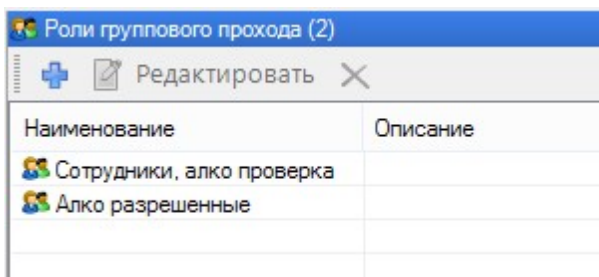 Роли группового прохода (2)
Редактировать
Наименование Описание
Сотрудники, алко проверка
Алко разрешенные